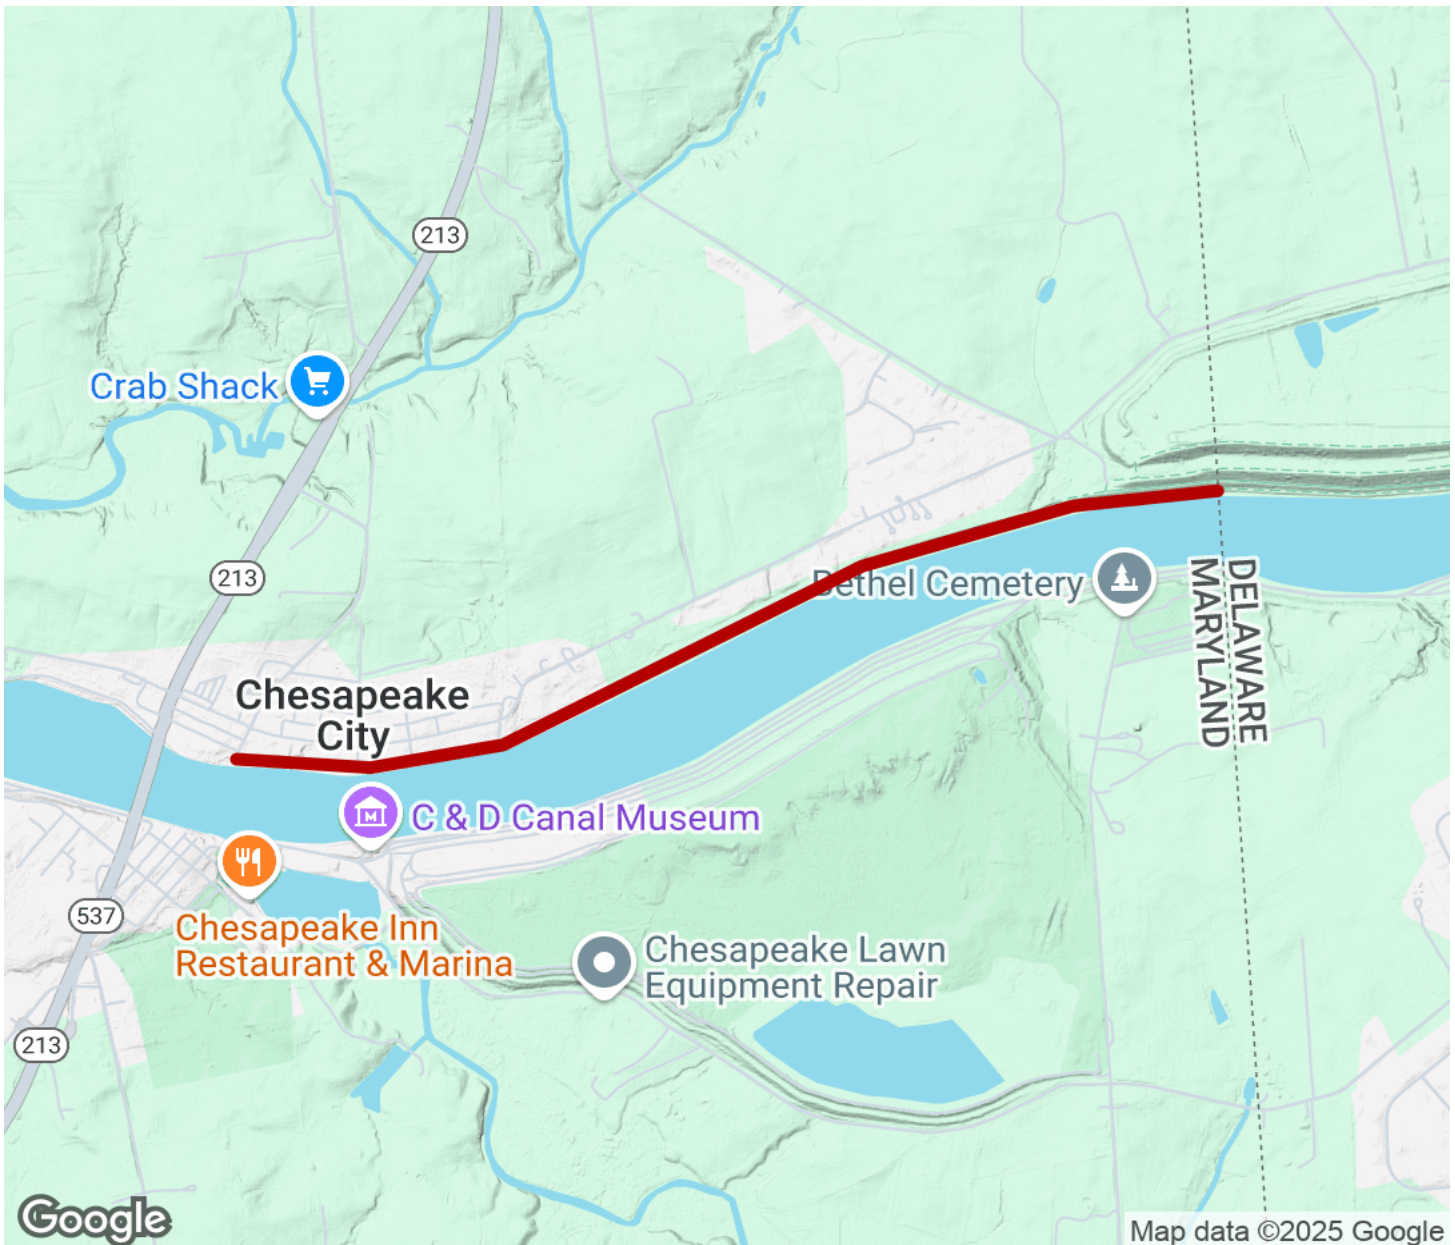 213
Crab Shack
213
Bethel Cemetery
DELAWARE
MARYLAND
Chesapeake
City
C & D Canal Museum
537
Chesapeake Inn
Restaurant & Marina
Chesapeake Lawn
Equipment Repair
213
Google
Map data ©2025 Google